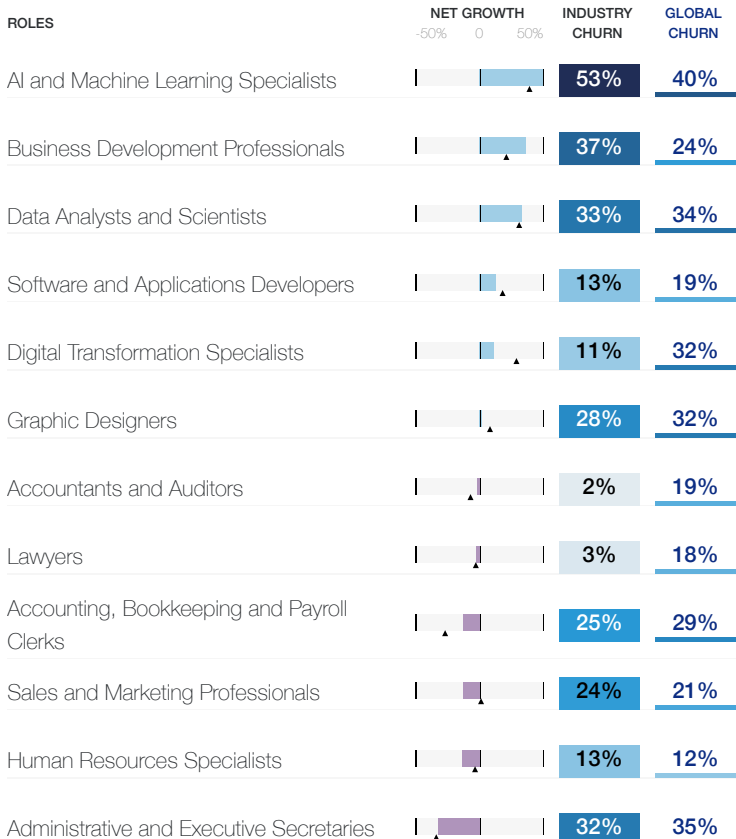 ROLES NET GROWTH INDUSTRY CHURN GLOBAL CHURN
-50% 0 50%
AI and Machine Learning Specialists 53% 40%
Business Development Professionals 37% 24%
Data Analysts and Scientists 33% 34%
Software and Applications Developers 13% 19%
Digital Transformation Specialists 11% 32%
Graphic Designers 28% 32%
Accountants and Auditors 2% 19%
Lawyers 3% 18%
Accounting, Bookkeeping and Payroll
Clerks 25% 29%
Sales and Marketing Professionals 24% 21%
Human Resources Specialists 13% 12%
Administrative and Executive Secretaries 32% 35%